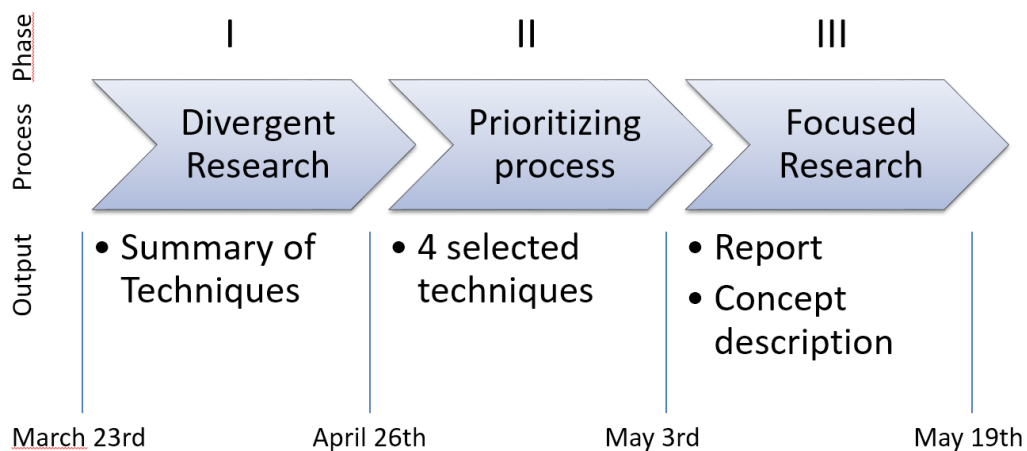 Phase
I
II
III
Process
Divergent
Research
Prioritizing
process
Focused
Research
Output
• Summary of
Techniques
• 4 selected
techniques
• Report
• Concept
description
March 23rd
April 26th
May 3rd
May 19th